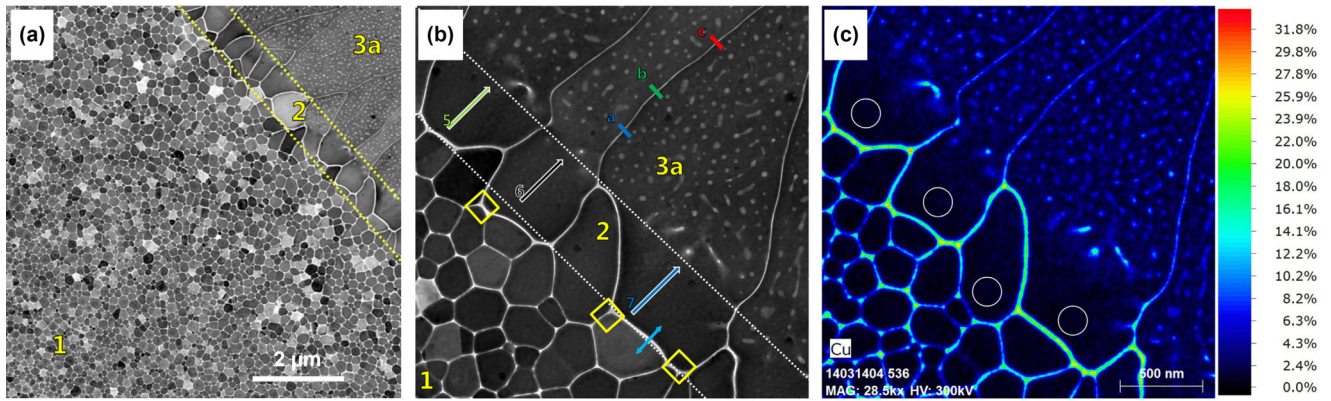 (a)
3a
2
1
2 µm
(b)
c
b
a
5
3a
6
2
7
1
(c)
Cu
14031404 536
MAG: 28.5kx HV: 300kV
500 nm
31.8%
29.8%
27.8%
25.9%
23.9%
22.0%
20.0%
18.0%
16.1%
14.1%
12.2%
10.2%
8.2%
6.3%
4.3%
2.4%
0.0%